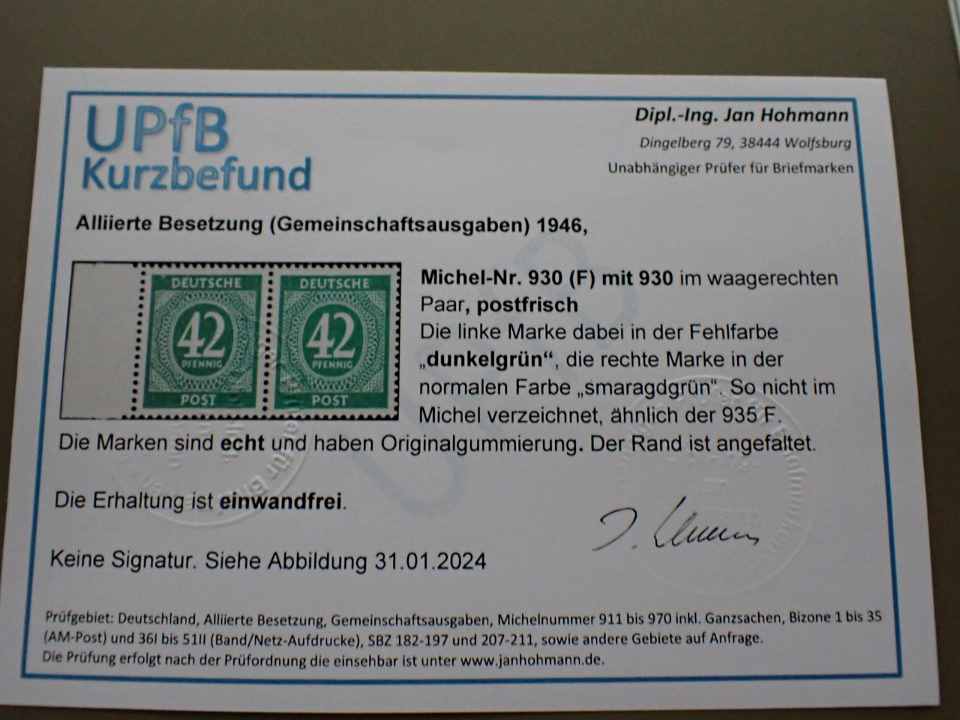 UPfB
Kurzbefund
Dipl.-Ing. Jan Hohmann
Dingelberg 79, 38444 Wolfsburg
Unabhängiger Prüfer für Briefmarken
Alliierte Besetzung (Gemeinschaftsausgaben) 1946,
DEUTSCHE
42
PFENNIG
POST
DEUTSCHE
42
PFENNIG
POST
Michel-Nr. 930 (F) mit 930 im waagerechten
Paar, postfrisch
Die linke Marke dabei in der Fehlfarbe
„dunkelgrün“, die rechte Marke in der
normalen Farbe „smaragdgrün“. So nicht im
Michel verzeichnet, ähnlich der 935 F.
Die Marken sind echt und haben Originalgummierung. Der Rand ist angefaltet.
Die Erhaltung ist einwandfrei.
Keine Signatur. Siehe Abbildung 31.01.2024
Prüfgebiet: Deutschland, Alliierte Besetzung, Gemeinschaftsausgaben, Michelnummer 911 bis 970 inkl. Ganzsachen, Bizone 1 bis 35
(AM-Post) und 36I bis 51II (Band/Netz-Aufdrucke), SBZ 182-197 und 207-211, sowie andere Gebiete auf Anfrage.
Die Prüfung erfolgt nach der Prüfordnung die einsehbar ist unter www.janhohmann.de.